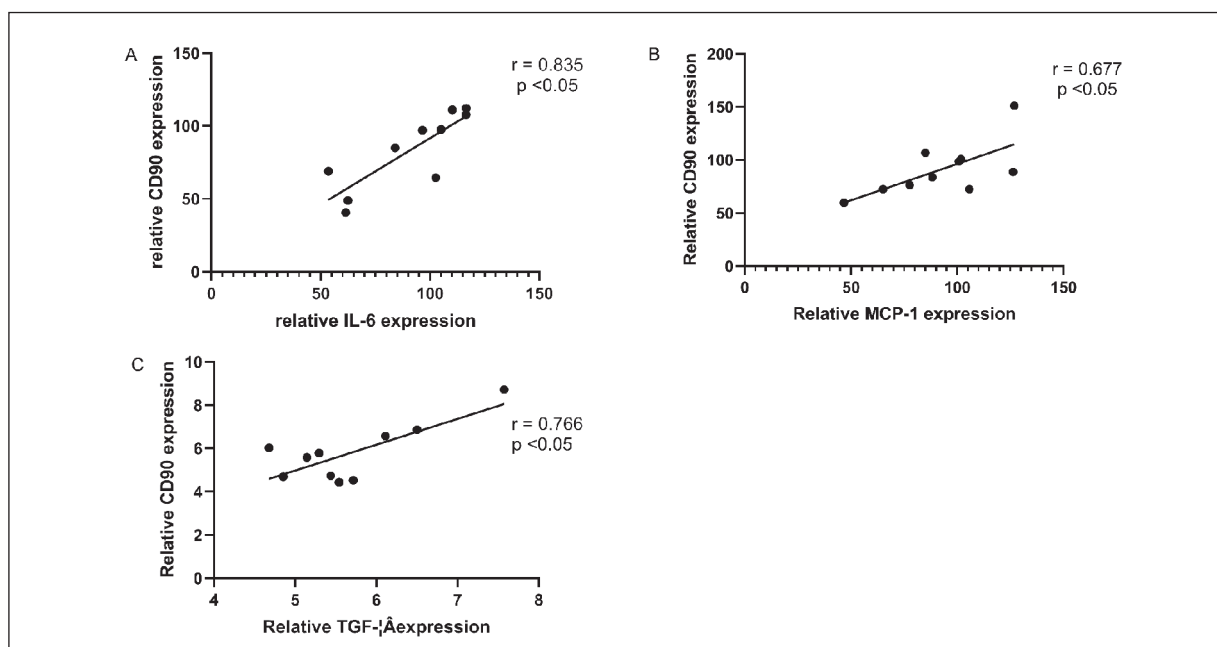 A
r = 0.835
p <0.05
relative CD90 expression
150
100
50
0
0 50 100 150
relative IL-6 expression
B
r = 0.677
p <0.05
Relative CD90 expression
200
150
100
50
0
0 50 100 150
Relative MCP-1 expression
C
r = 0.766
p <0.05
Relative CD90 expression
10
8
6
4
2
0
4 5 6 7 8
Relative TGF-¦Âexpression